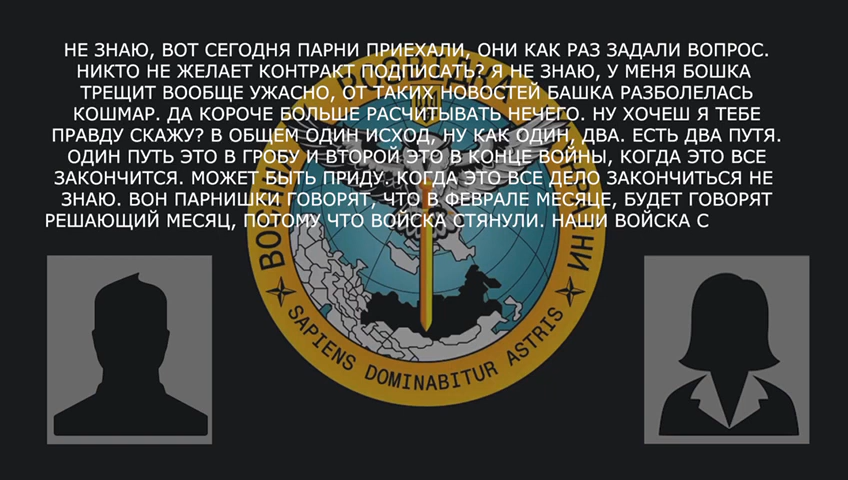 НЕ ЗНАЮ, ВОТ СЕГОДНЯ ПАРНИ ПРИЕХАЛИ, ОНИ КАК РАЗ ЗАДАЛИ ВОПРОС.
НИКТО НЕ ЖЕЛАЕТ КОНТРАКТ ПОДПИСАТЬ? Я НЕ ЗНАЮ, У МЕНЯ БОШКА
ТРЕЩИТ ВООБЩЕ УЖАСНО, ОТ ТАКИХ НОВОСТЕЙ БАШКА РАЗБОЛЕЛАСЬ
КОШМАР. ДА КОРОЧЕ БОЛЬШЕ РАСЧИТЫВАТЬ НЕЧЕГО. НУ ХОЧЕШ Я ТЕБЕ
ПРАВДУ СКАЖУ? В ОБЩЕМ ОДИН ИСХОД, НУ КАК ОДИН, ДВА. ЕСТЬ ДВА ПУТЯ.
ОДИН ПУТЬ ЭТО В ГРОБУ И ВТОРОЙ ЭТО В КОНЦЕ ВОЙНЫ, КОГДА ЭТО ВСЕ
ЗАКОНЧИТСЯ. МОЖЕТ БЫТЬ ПРИДУ, КОГДА ЭТО ВСЕ ДЕЛО ЗАКОНЧИТЬСЯ НЕ
ЗНАЮ. ВОН ПАРНИШКИ ГОВОРЯТ, ЧТО В ФЕВРАЛЕ МЕСЯЦЕ, БУДЕТ ГОВОРЯТ
РЕШАЮЩИЙ МЕСЯЦ, ПОТОМУ ЧТО ВОЙСКА СТЯНУЛИ. НАШИ ВОЙСКА С
SAPIENS DOMINABITUR ASTRIS